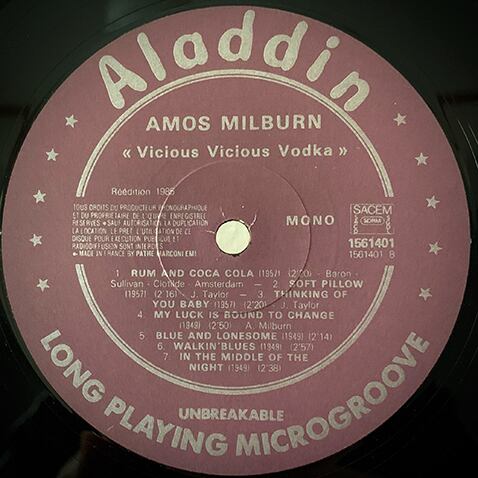 Aladdin
AMOS MILBURN
« Vicious Vicious Vodka »
Réédition 1985
TOUS DROITS DU PRODUCTEUR PHONOGRAPHIQUE
ET DU PROPRIETAIRE DE L'ŒUVRE ENREGISTREE
RESERVES • SAUF AUTORISATION LA DUPLICATION
LA LOCATION LE PRET L'UTILISATION DE CE
DISQUE POUR EXECUTION PUBLIQUE ET
RADIODIFFUSION SONT INTERDITS
• MADE IN FRANCE BY PATHE MARCONI EMI
MONO
SACEM
1561401
1561401 B
1 RUM AND COCA COLA (1957) (2'00) - Baron -
Sullivan - Clotilde - Amsterdam - 2 SOFT PILLOW
(1957) (2'16) - J. Taylor - 3. THINKING OF
YOU BABY (1957) (2'20) - J. Taylor
4 MY LUCK IS BOUND TO CHANGE
(1949) (2'50) A. Milburn
5 BLUE AND LONESOME (1949) (2'14)
6. WALKIN' BLUES (1949) (2'57)
7 IN THE MIDDLE OF THE
NIGHT (1949) (2'38)
UNBREAKABLE
LONG PLAYING MICROGROOVE